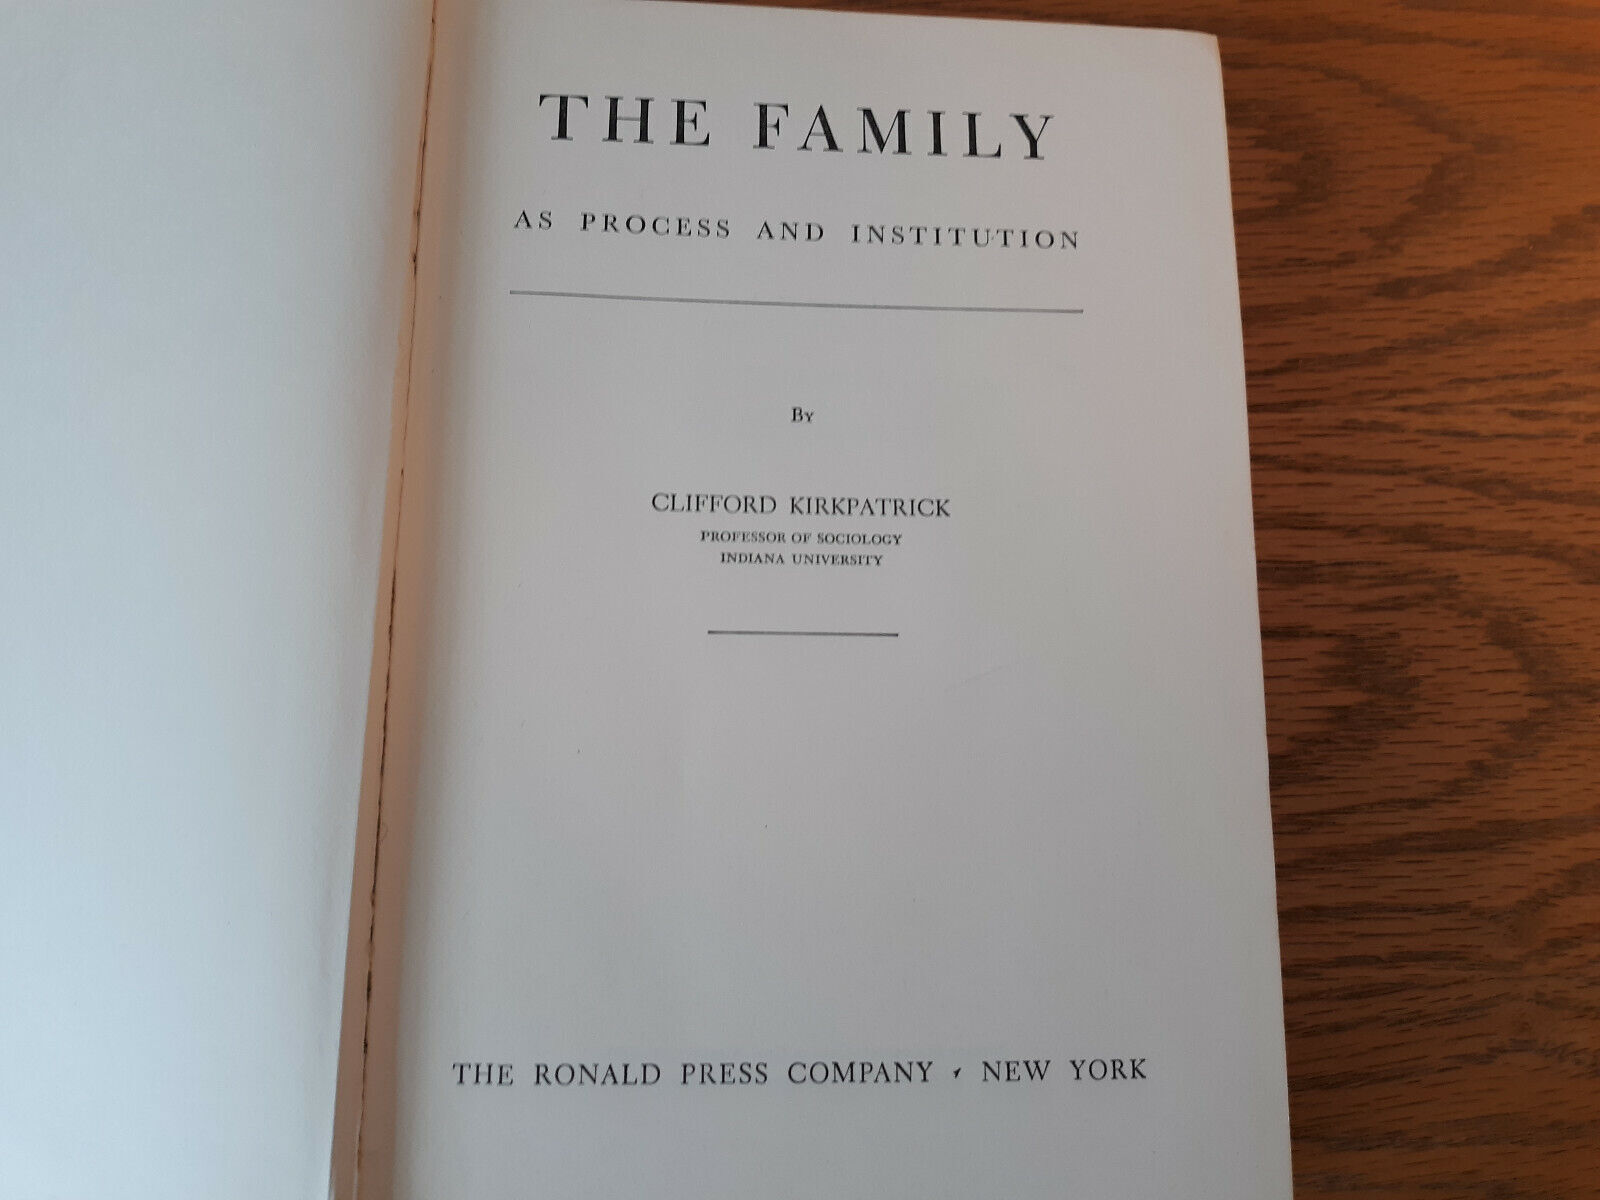 THE FAMILY
AS PROCESS AND INSTITUTION
By
CLIFFORD KIRKPATRICK
PROFESSOR OF SOCIOLOGY
INDIANA UNIVERSITY
THE RONALD PRESS COMPANY · NEW YORK